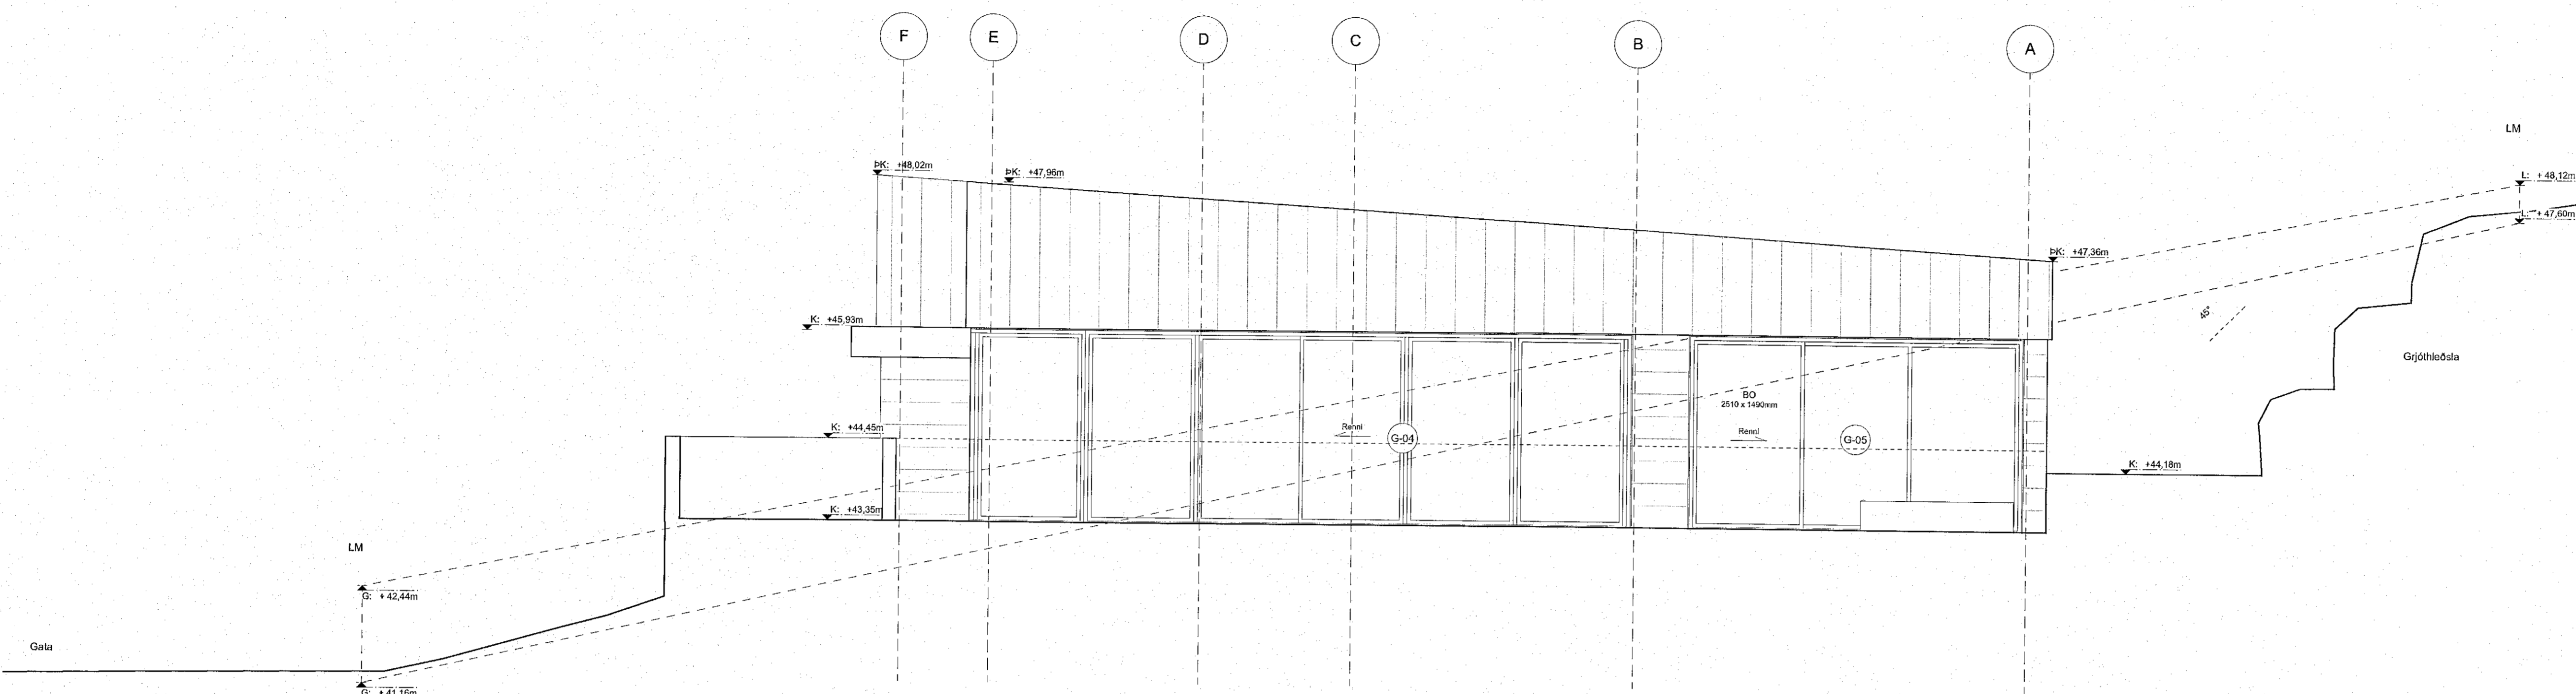 F
E
D
C
B
A
LM
ÞK: +48,02m
ÞK: +47,96m
L: + 48,12m
L: + 47,60m
ÞK: +47,36m
K: +45,93m
45°
Grjóthleðsla
BO
2510 x 1490mm
K: +44,45m
Renni
G-04
Renni
G-05
K: +44,18m
K: +43,35m
LM
G: + 42,44m
Gata
G: + 41,16m